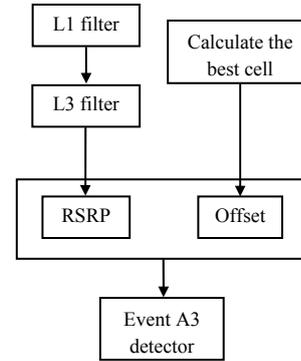 L1 filter
Calculate the
best cell
L3 filter
RSRP
Offset
Event A3
detector